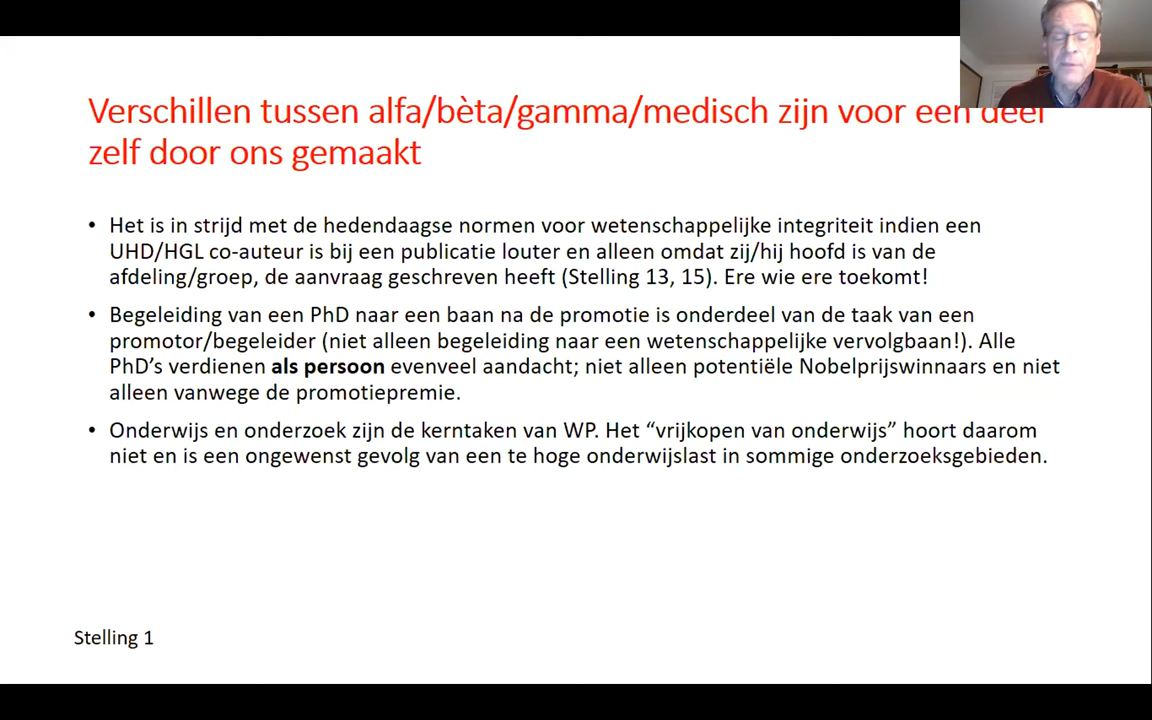 Verschillen tussen alfa/bèta/gamma/medisch zijn voor een deel
zelf door ons gemaakt
• Het is in strijd met de hedendaagse normen voor wetenschappelijke integriteit indien een
UHD/HGL co-auteur is bij een publicatie louter en alleen omdat zij/hij hoofd is van de
afdeling/groep, de aanvraag geschreven heeft (Stelling 13, 15). Ere wie ere toekomt!
• Begeleiding van een PhD naar een baan na de promotie is onderdeel van de taak van een
promotor/begeleider (niet alleen begeleiding naar een wetenschappelijke vervolgbaan!). Alle
PhD’s verdienen als persoon evenveel aandacht; niet alleen potentiële Nobelprijswinnaars en niet
alleen vanwege de promotiepremie.
• Onderwijs en onderzoek zijn de kerntaken van WP. Het “vrijkopen van onderwijs” hoort daarom
niet en is een ongewenst gevolg van een te hoge onderwijslast in sommige onderzoeksgebieden.
Stelling 1